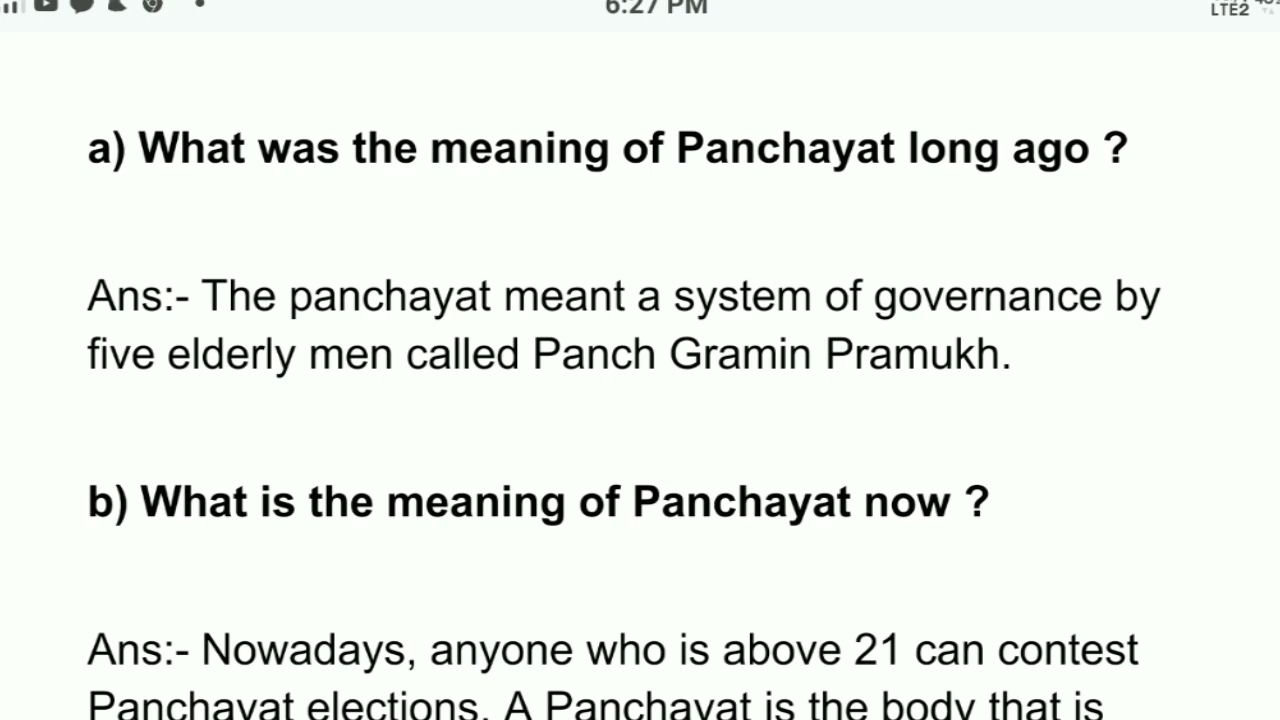 6:27 PM
LTE2
a) What was the meaning of Panchayat long ago ?
Ans:- The panchayat meant a system of governance by
five elderly men called Panch Gramin Pramukh.
b) What is the meaning of Panchayat now ?
Ans:- Nowadays, anyone who is above 21 can contest
Panchayat elections. A Panchayat is the body that is